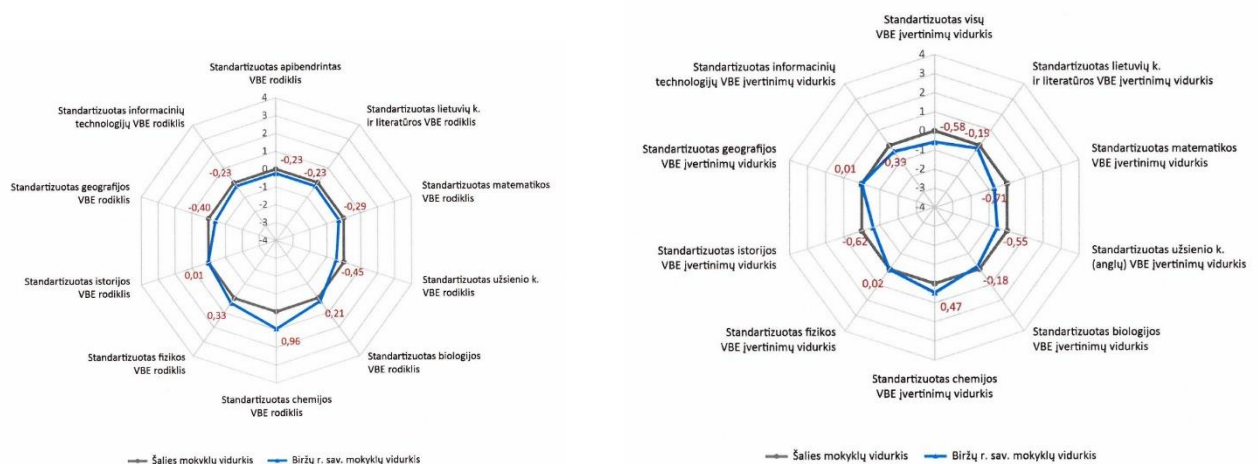 Standartizuotas apibendrintas
VBE rodiklis
Standartizuotas lietuvių k.
ir literatūros VBE rodiklis
Standartizuotas matematikos
VBE rodiklis
Standartizuotas užsienio k.
VBE rodiklis
Standartizuotas biologijos
VBE rodiklis
Standartizuotas chemijos
VBE rodiklis
Standartizuotas fizikos
VBE rodiklis
Standartizuotas istorijos
VBE rodiklis
Standartizuotas geografijos
VBE rodiklis
Standartizuotas informacinių
technologijų VBE rodiklis
4
3
2
1
0
-1
-2
-3
-4
-0,23
-0,23
-0,29
-0,45
0,21
0,96
0,33
0,01
-0,40
-0,23
Šalies mokyklų vidurkis
Biržų r. sav. mokyklų vidurkis
Standartizuotas visų
VBE įvertinimų vidurkis
Standartizuotas lietuvių k.
ir literatūros VBE įvertinimų vidurkis
Standartizuotas matematikos
VBE įvertinimų vidurkis
Standartizuotas užsienio k.
(anglų) VBE įvertinimų vidurkis
Standartizuotas biologijos
VBE įvertinimų vidurkis
Standartizuotas chemijos
VBE įvertinimų vidurkis
Standartizuotas fizikos
VBE įvertinimų vidurkis
Standartizuotas istorijos
VBE įvertinimų vidurkis
Standartizuotas geografijos
VBE įvertinimų vidurkis
Standartizuotas informacinių
technologijų VBE įvertinimų vidurkis
4
3
2
1
0
-1
-2
-3
-4
-0,58
-0,19
-0,71
-0,55
-0,18
0,47
0,02
-0,62
0,01
0,39
Šalies mokyklų vidurkis
Biržų r. sav. mokyklų vidurkis